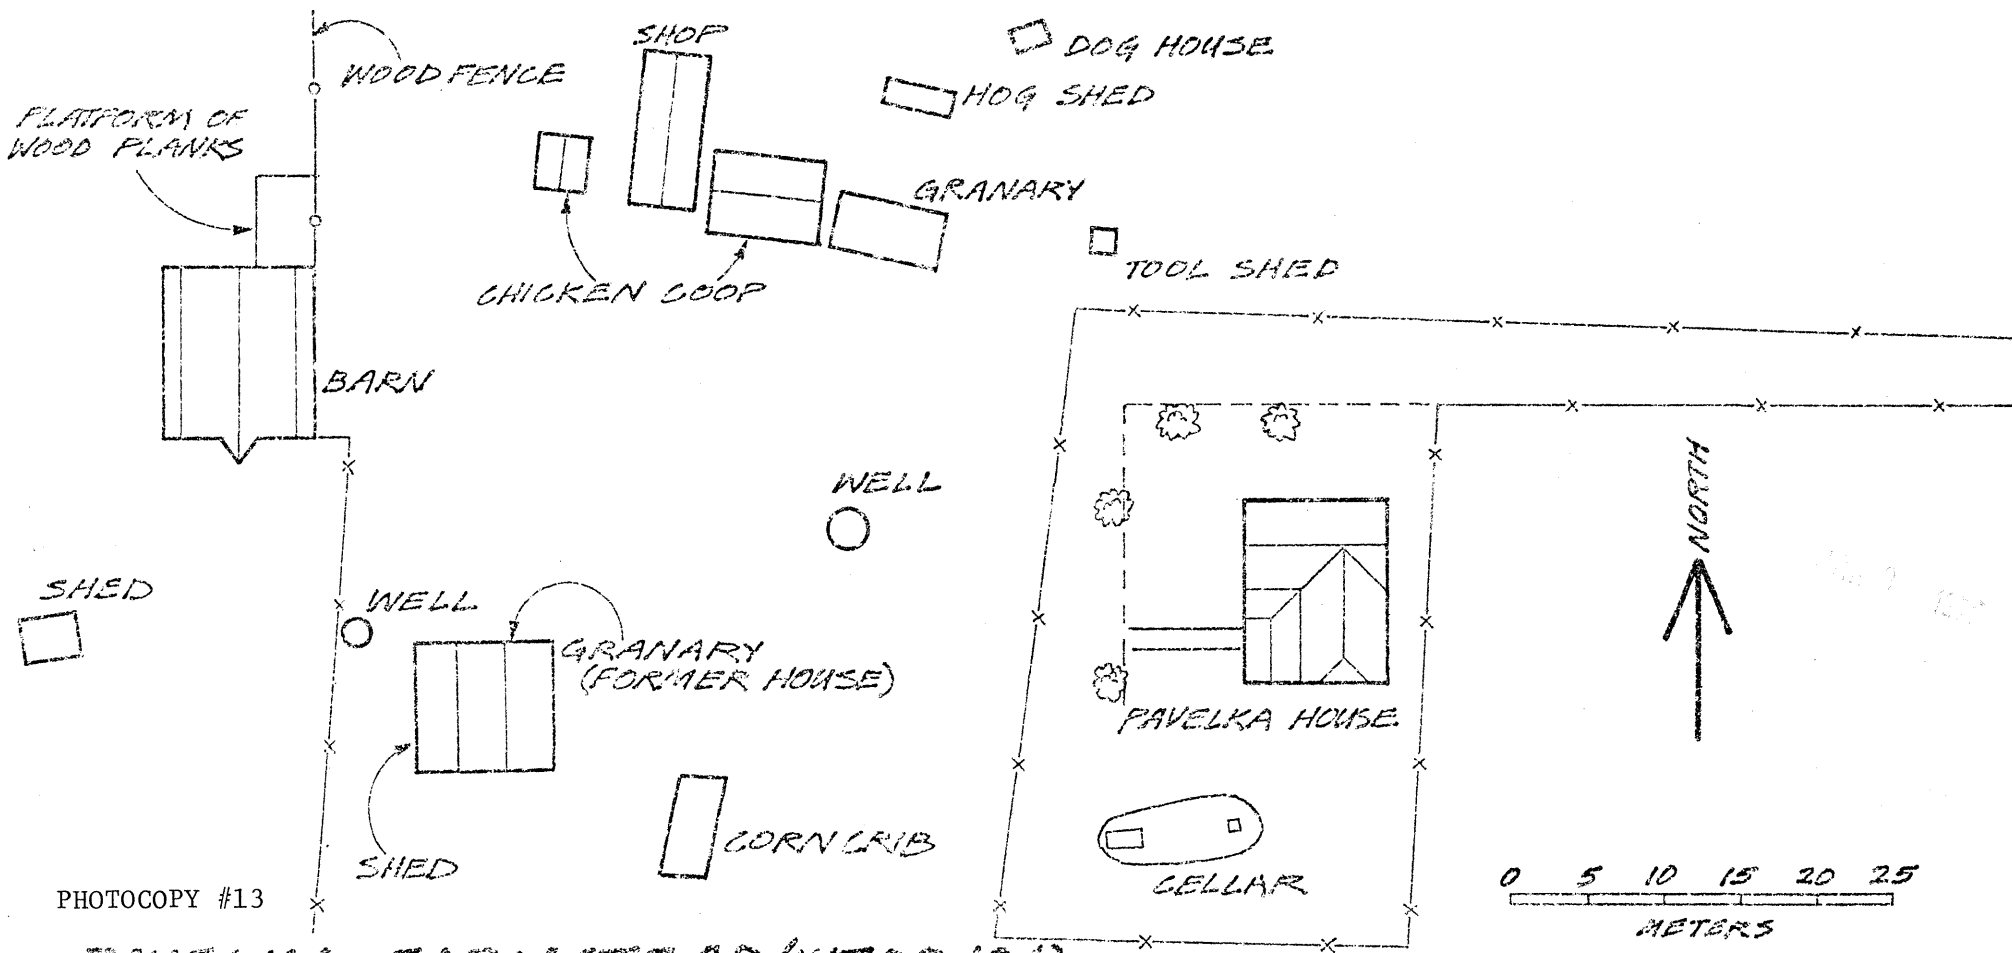 SHOP
DOG HOUSE
WOOD FENCE
HOG SHED
PLATFORM OF
WOOD PLANKS
GRANARY
TOOL SHED
CHICKEN COOP
BARN
WELL
NORTH
SHED
WELL
GRANARY
(FORMER HOUSE)
PAVELKA HOUSE
CORN CRIB
SHED
CELLAR
0 5 10 15 20 25
METERS
PHOTOCOPY #13